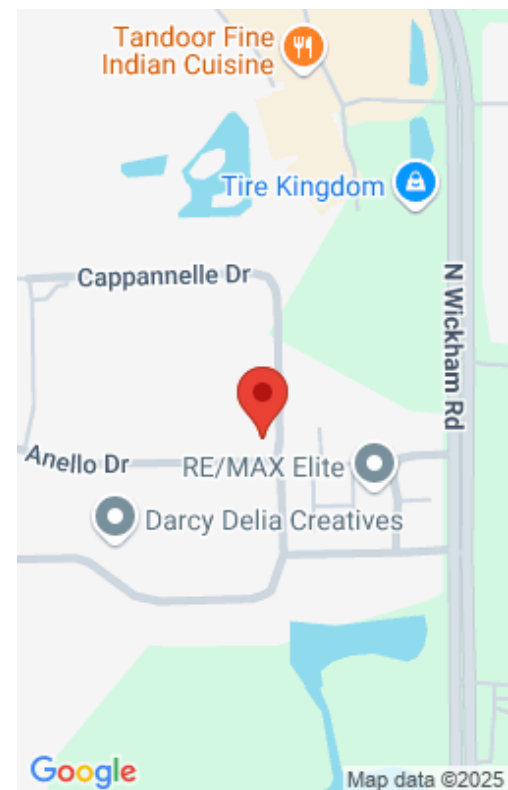 Tandoor Fine
Indian Cuisine
Tire Kingdom
Cappannelle Dr
N Wickham Rd
Anello Dr
RE/MAX Elite
Darcy Delia Creatives
Google
Map data ©2025